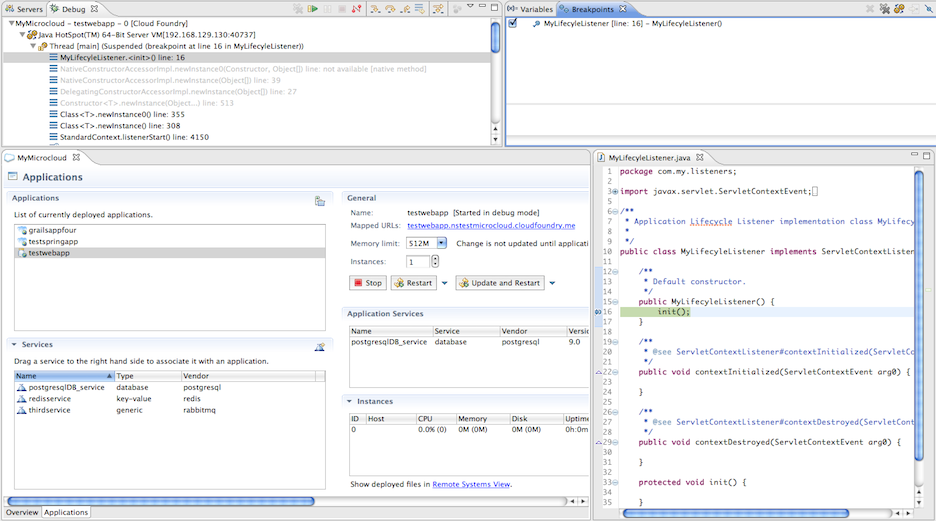 Servers Debug
MyMicrocloud - testwebapp - 0 [Cloud Foundry]
Java HotSpot(TM) 64-Bit Server VM[192.168.129.130:40737]
Thread [main] (Suspended (breakpoint at line 16 in MyLifecyleListener))
MyLifecyleListener.<init>() line: 16
NativeConstructorAccessorImpl.newInstance0(Constructor, Object[]) line: not available [native method]
NativeConstructorAccessorImpl.newInstance(Object[]) line: 39
DelegatingConstructorAccessorImpl.newInstance(Object[]) line: 27
Constructor<T>.newInstance(Object...) line: 513
Class<T>.newInstance0() line: 355
Class<T>.newInstance() line: 308
StandardContext.listenerStart() line: 4150
(x)= Variables Breakpoints
MyLifecyleListener [line: 16] - MyLifecyleListener()
MyMicrocloud
Applications
Applications
List of currently deployed applications.
grailsappfour
testspringapp
testwebapp
Services
Drag a service to the right hand side to associate it with an application.
Name Type Vendor
postgresqlDB_service database postgresql
redisservice key-value redis
thirdservice generic rabbitmq
General
Name: testwebapp [Started in debug mode]
Mapped URLs: testwebapp.nstestmicrocloud.cloudfoundry.me
Memory limit: 512M Change is not updated until applicati
Instances: 1
Stop Restart Update and Restart
Application Services
Name Service Vendor Versio
postgresqlDB_service database postgresql 9.0
Instances
ID Host CPU Memory Disk Uptime
0 0.0% (0) 0M (0M) 0M (0M) 0h:0m
Show deployed files in Remote Systems View.
Overview Applications
MyLifecyleListener.java
1 package com.my.listeners;
2
3 import javax.servlet.ServletContextEvent;
6
7 /**
8 * Application Lifecycle Listener implementation class MyLifecy
*
9 */
10 public class MyLifecyleListener implements ServletContextListen
11
12 /**
13 * Default constructor.
14 */
15 public MyLifecyleListener() {
16 init();
17 }
18
19 /**
20 * @see ServletContextListener#contextInitialized(ServletCo
21 */
22 public void contextInitialized(ServletContextEvent arg0) {
23
24 }
25
26 /**
27 * @see ServletContextListener#contextDestroyed(ServletCont
28 */
29 public void contextDestroyed(ServletContextEvent arg0) {
30
31 }
32
33 protected void init() {
34
35 }